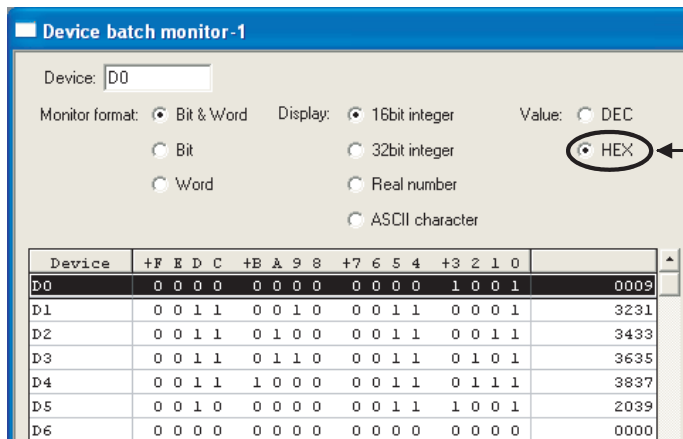 Device batch monitor-1
Device: D0
Monitor format: Bit & Word Display: 16bit integer Value: DEC
Bit 32bit integer HEX
Word Real number
ASCII character
Device +F E D C +B A 9 8 +7 6 5 4 +3 2 1 0
D0 0 0 0 0 0 0 0 0 0 0 0 0 1 0 0 1 0009
D1 0 0 1 1 0 0 1 0 0 0 1 1 0 0 0 1 3231
D2 0 0 1 1 0 1 0 0 0 0 1 1 0 0 1 1 3433
D3 0 0 1 1 0 1 1 0 0 0 1 1 0 1 0 1 3635
D4 0 0 1 1 1 0 0 0 0 0 1 1 0 1 1 1 3837
D5 0 0 1 0 0 0 0 0 0 0 1 1 1 0 0 1 2039
D6 0 0 0 0 0 0 0 0 0 0 0 0 0 0 0 0 0000